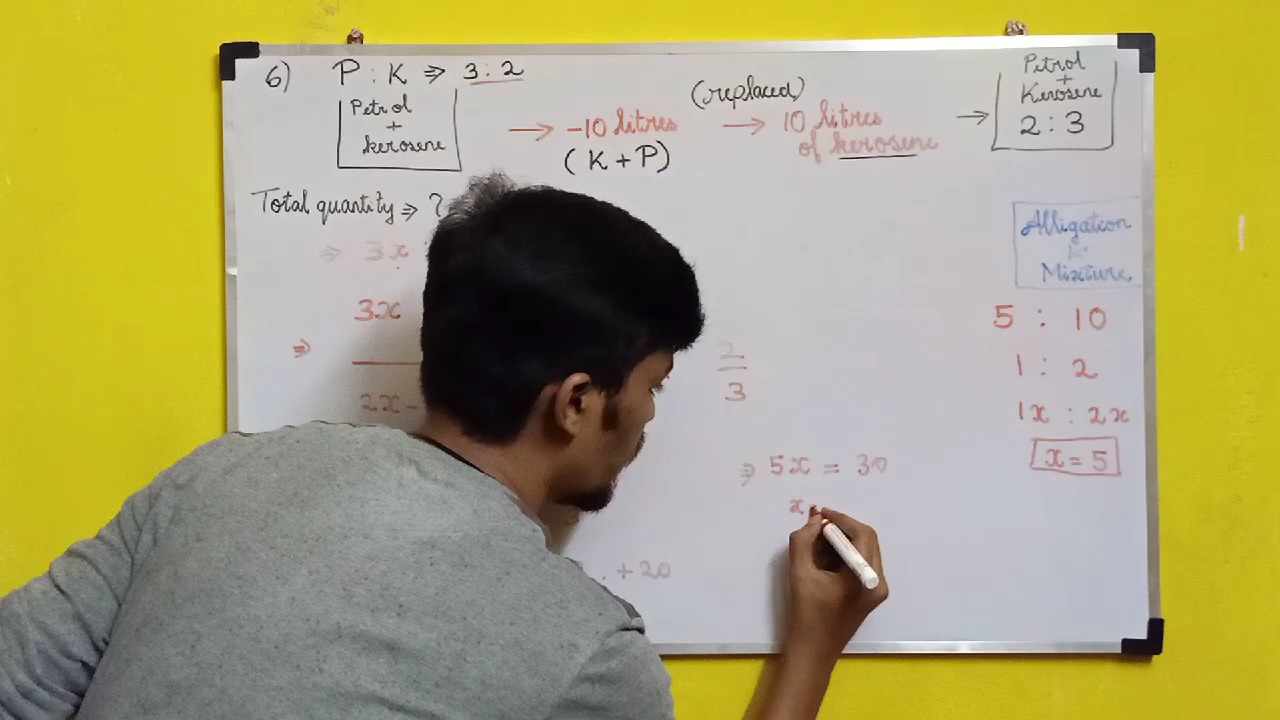 6) P : K ⇒ 3 : 2
Petrol
+
kerosene
→ -10 litres
(K + P)
(replaced)
→ 10 litres
of kerosene
→
Petrol
+
Kerosene
2 : 3
Total quantity ⇒ ?
⇒ 3x
3x
⇒
2x -
2
3
⇒ 5x = 30
x
+ 20
Alligation
Mixture
5 : 10
1 : 2
1x : 2x
x = 5